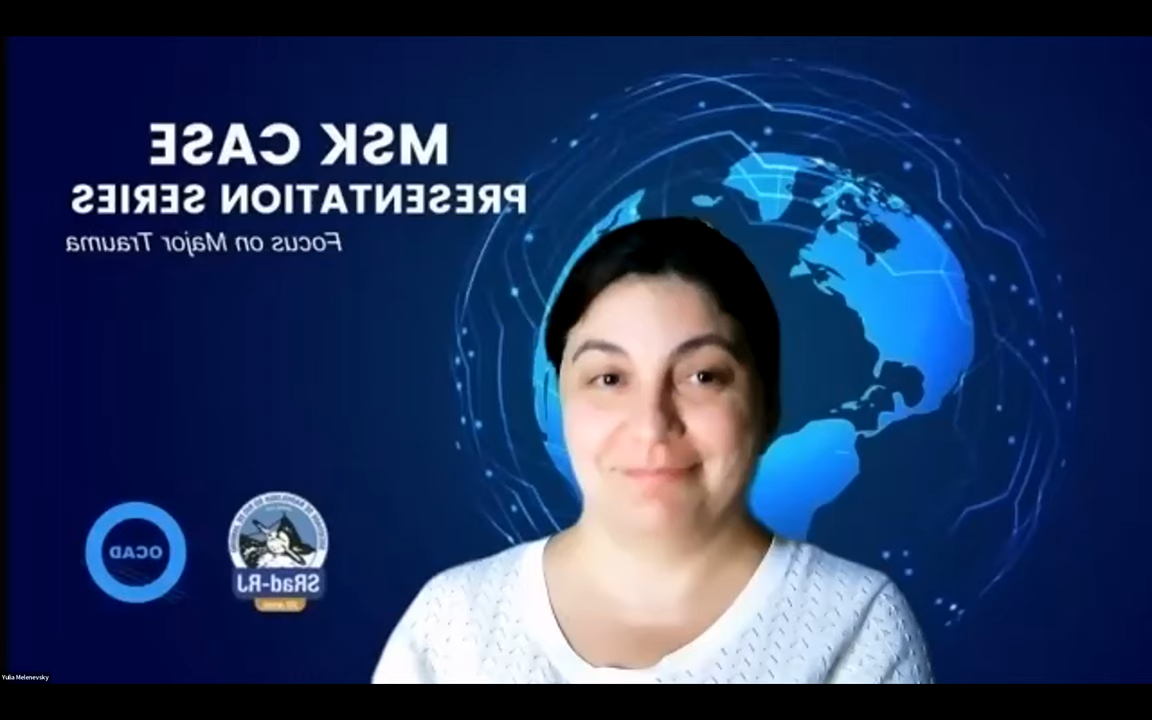 MSK CASE
PRESENTATION SERIES
Focus on Major Trauma
OCAD
SRad-RJ
Yulia Melenevsky